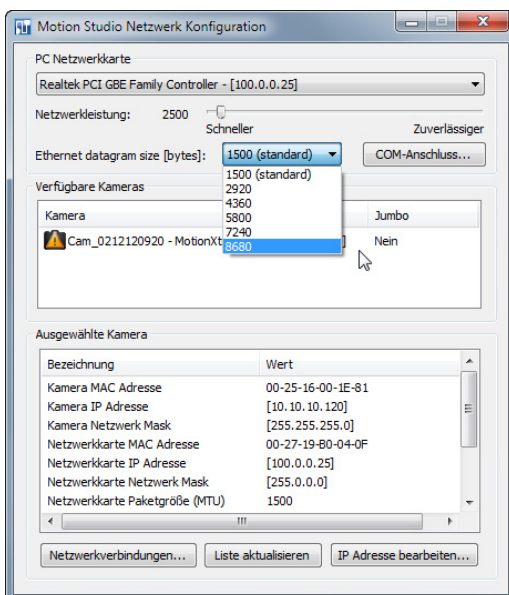 Motion Studio Netzwerk Konfiguration
PC Netzwerkkarte
Realtek PCI GBE Family Controller - [100.0.0.25]
Netzwerkleistung: 2500
Schneller Zuverlässiger
Ethernet datagram size [bytes]: 1500 (standard) COM-Anschluss...
1500 (standard)
2920
4360
5800
7240
8680
Verfügbare Kameras
Kamera Jumbo
Cam_0212120920 - MotionXt ] Nein
Ausgewählte Kamera
Bezeichnung Wert
Kamera MAC Adresse 00-25-16-00-1E-81
Kamera IP Adresse [10.10.10.120]
Kamera Netzwerk Mask [255.255.255.0]
Netzwerkkarte MAC Adresse 00-27-19-B0-04-0F
Netzwerkkarte IP Adresse [100.0.0.25]
Netzwerkkarte Netzwerk Mask [255.0.0.0]
Netzwerkkarte Paketgröße (MTU) 1500
Netzwerkverbindungen... Liste aktualisieren IP Adresse bearbeiten...